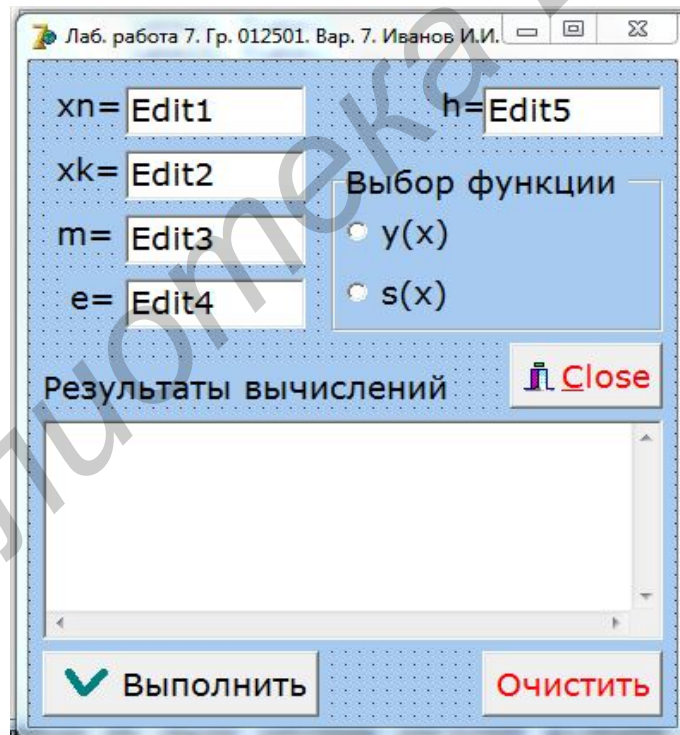 Лаб. работа 7. Гр. 012501. Вар. 7. Иванов И.И.
xn= Edit1
h= Edit5
xk= Edit2
Выбор функции
m= Edit3
y(x)
e= Edit4
s(x)
Close
Результаты вычислений
Выполнить
Очистить